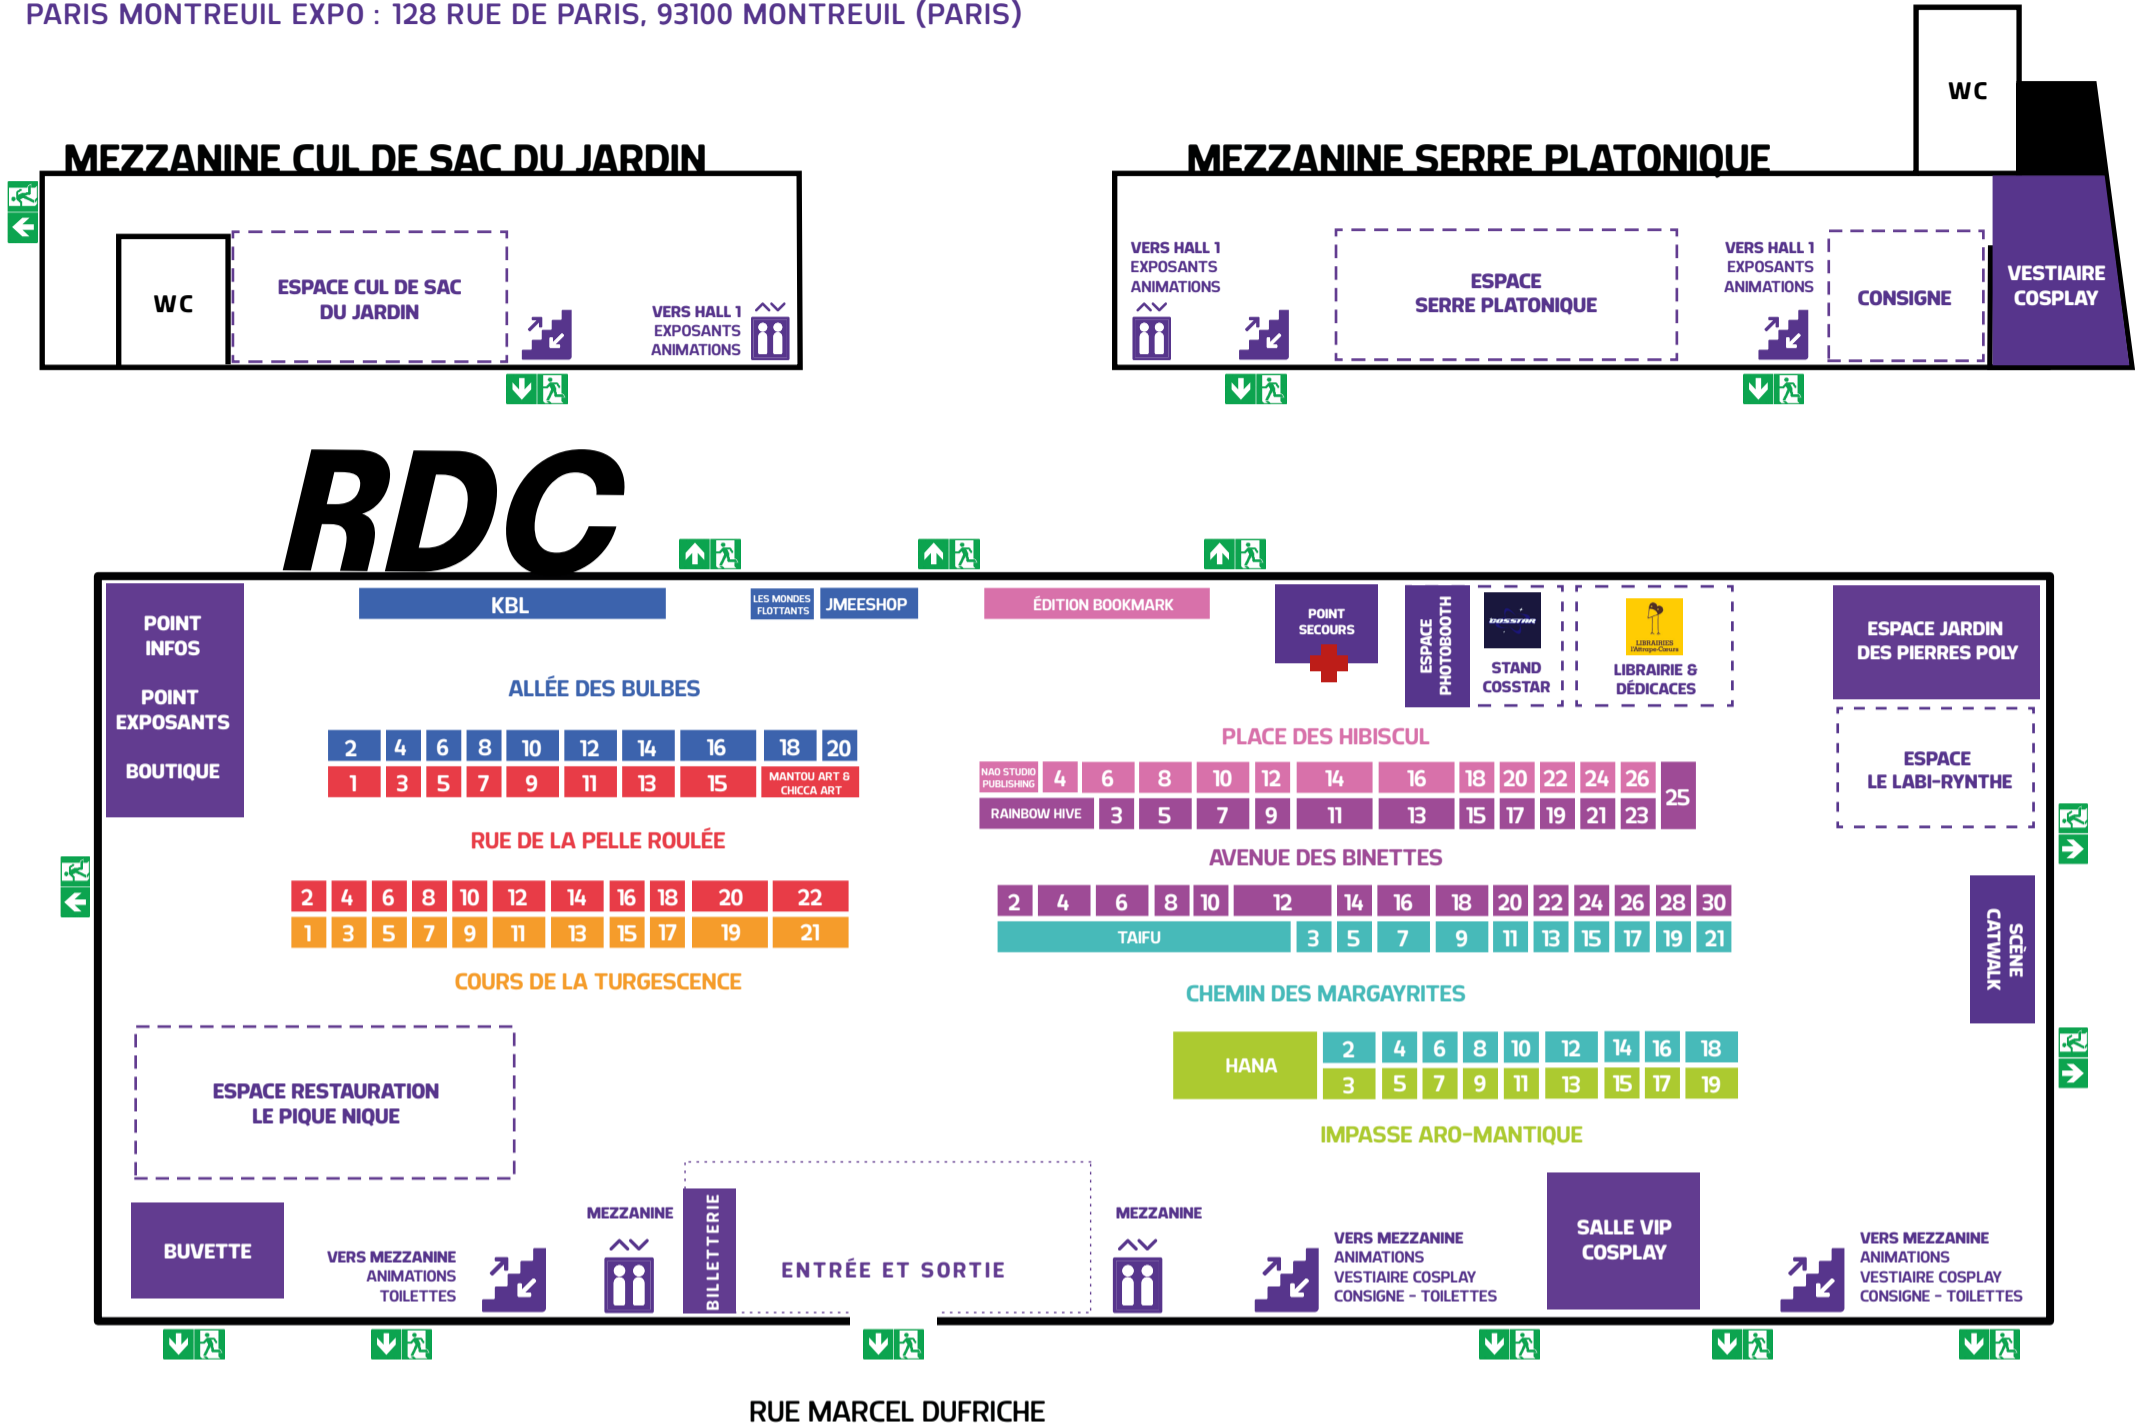 PARIS MONTREUIL EXPO : 128 RUE DE PARIS, 93100 MONTREUIL (PARIS)
MEZZANINE CUL DE SAC DU JARDIN
WC
ESPACE CUL DE SAC
DU JARDIN
VERS HALL 1
EXPOSANTS
ANIMATIONS
MEZZANINE SERRE PLATONIQUE
WC
VERS HALL 1
EXPOSANTS
ANIMATIONS
ESPACE
SERRE PLATONIQUE
VERS HALL 1
EXPOSANTS
ANIMATIONS
CONSIGNE
VESTIAIRE
COSPLAY
RDC
POINT
INFOS
POINT
EXPOSANTS
BOUTIQUE
KBL
LES MONDES
FLOTTANTS
JMEESHOP
ÉDITION BOOKMARK
POINT
SECOURS
ESPACE
PHOTOBOOTH
COSSTAR
STAND
COSSTAR
LIBRAIRIES
l'Attrape-Cœurs
LIBRAIRIE &
DÉDICACES
ESPACE JARDIN
DES PIERRES POLY
ESPACE
LE LABI-RYNTHE
ALLÉE DES BULBES
2 4 6 8 10 12 14 16 18 20
1 3 5 7 9 11 13 15
MANTOU ART &
CHICCA ART
RUE DE LA PELLE ROULÉE
2 4 6 8 10 12 14 16 18 20 22
1 3 5 7 9 11 13 15 17 19 21
COURS DE LA TURGESCENCE
PLACE DES HIBISCUL
NAO STUDIO
PUBLISHING
4 6 8 10 12 14 16 18 20 22 24 26
25
RAINBOW HIVE 3 5 7 9 11 13 15 17 19 21 23
AVENUE DES BINETTES
2 4 6 8 10 12 14 16 18 20 22 24 26 28 30
TAIFU 3 5 7 9 11 13 15 17 19 21
CHEMIN DES MARGAYRITES
HANA
2 4 6 8 10 12 14 16 18
3 5 7 9 11 13 15 17 19
IMPASSE ARO-MANTIQUE
SCÈNE
CATWALK
ESPACE RESTAURATION
LE PIQUE NIQUE
BUVETTE
VERS MEZZANINE
ANIMATIONS
TOILETTES
MEZZANINE
BILLETTERIE
ENTRÉE ET SORTIE
MEZZANINE
VERS MEZZANINE
ANIMATIONS
VESTIAIRE COSPLAY
CONSIGNE - TOILETTES
SALLE VIP
COSPLAY
VERS MEZZANINE
ANIMATIONS
VESTIAIRE COSPLAY
CONSIGNE - TOILETTES
RUE MARCEL DUFRICHE